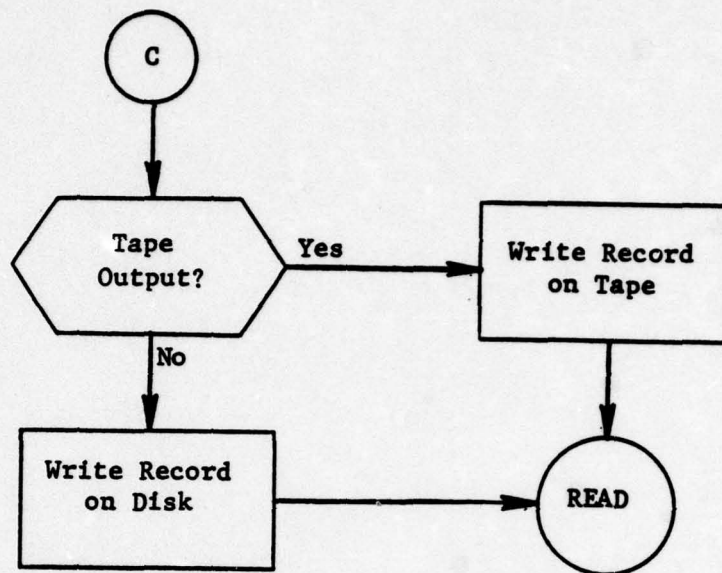 C
Tape
Output?
Yes
Write Record
on Tape
No
Write Record
on Disk
READ